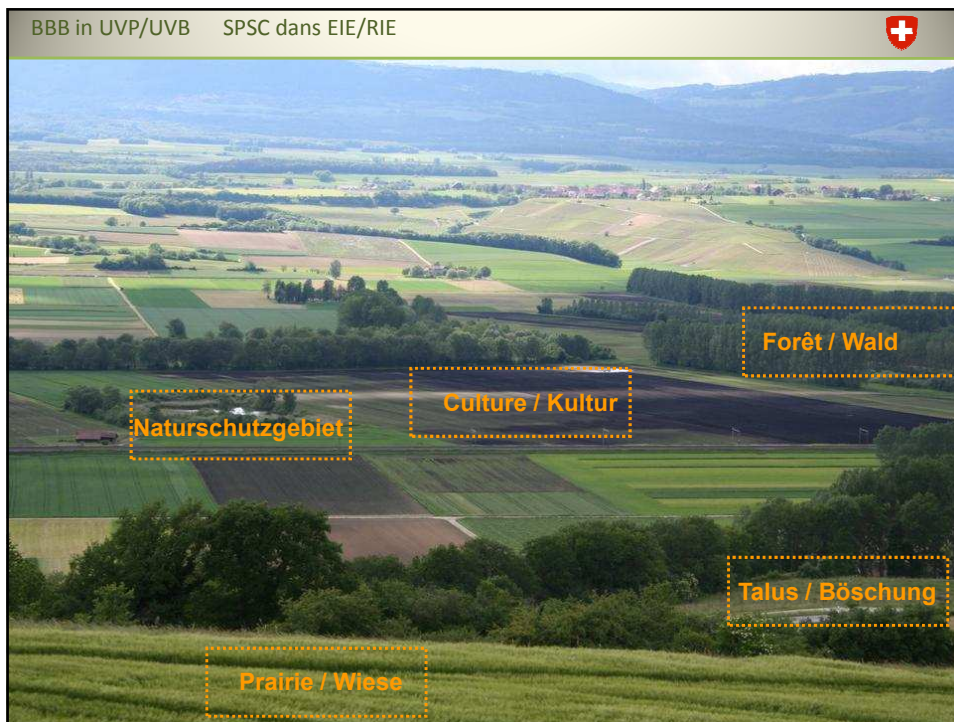 BBB in UVP/UVB SPSC dans EIE/RIE
Forêt / Wald
Culture / Kultur
Naturschutzgebiet
Talus / Böschung
Prairie / Wiese